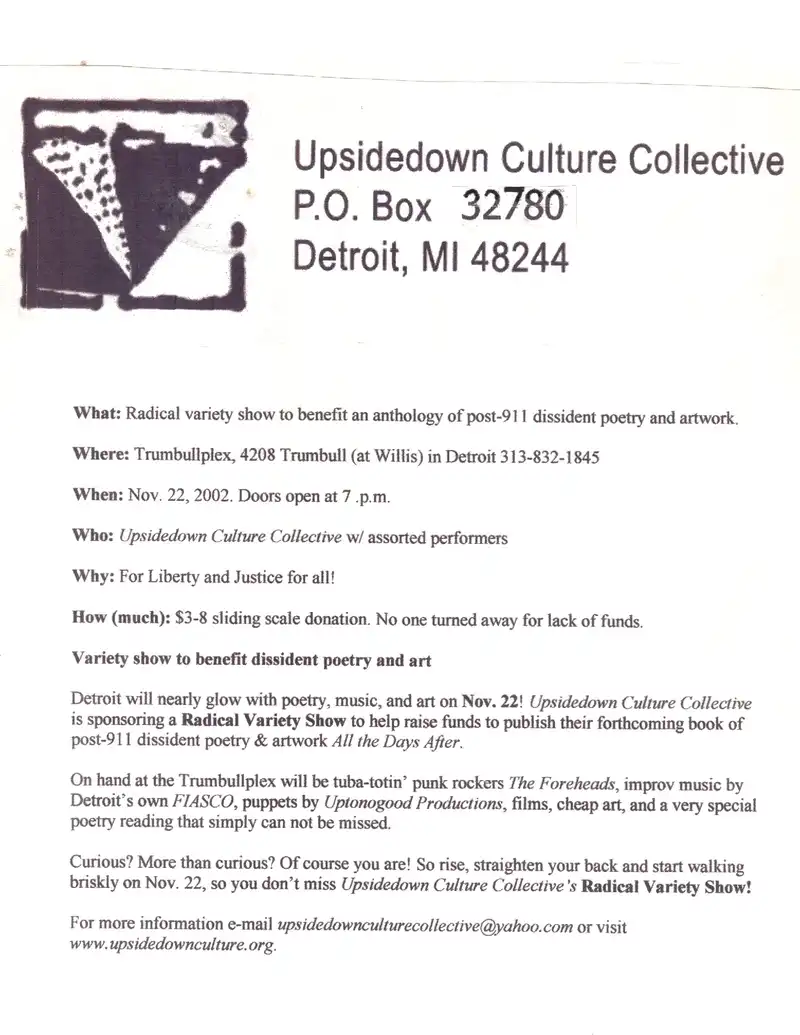 Upsidedown Culture Collective
P.O. Box 32780
Detroit, MI 48244
What: Radical variety show to benefit an anthology of post-911 dissident poetry and artwork.
Where: Trumbullplex, 4208 Trumbull (at Willis) in Detroit 313-832-1845
When: Nov. 22, 2002. Doors open at 7 .p.m.
Who: Upsidedown Culture Collective w/ assorted performers
Why: For Liberty and Justice for all!
How (much): $3-8 sliding scale donation. No one turned away for lack of funds.
Variety show to benefit dissident poetry and art
Detroit will nearly glow with poetry, music, and art on Nov. 22! Upsidedown Culture Collective
is sponsoring a Radical Variety Show to help raise funds to publish their forthcoming book of
post-911 dissident poetry & artwork All the Days After.
On hand at the Trumbullplex will be tuba-totin' punk rockers The Foreheads, improv music by
Detroit's own FIASCO, puppets by Uptonogood Productions, films, cheap art, and a very special
poetry reading that simply can not be missed.
Curious? More than curious? Of course you are! So rise, straighten your back and start walking
briskly on Nov. 22, so you don't miss Upsidedown Culture Collective's Radical Variety Show!
For more information e-mail upsidedownculturecollective@yahoo.com or visit
www.upsidedownculture.org.